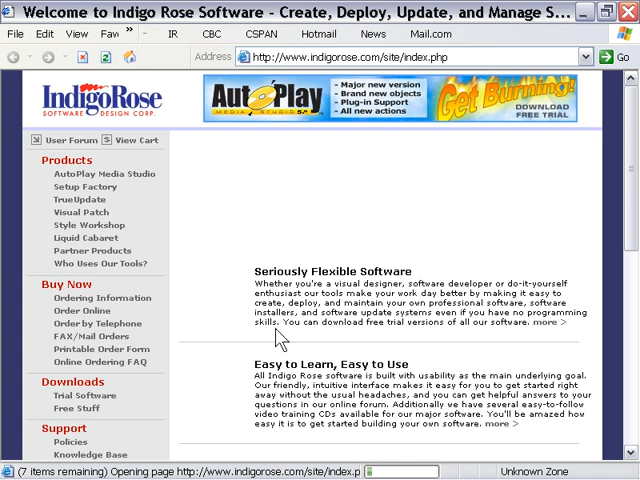 Welcome to Indigo Rose Software - Create, Deploy, Update, and Manage S...
File Edit View Fav » IR CBC CSPAN Hotmail News Mail.com
Address http://www.indigorose.com/site/index.php Go
IndigoRose
SOFTWARE DESIGN CORP.
AutoPlay
MEDIA STUDIO 5
- Major new version
- Brand new objects
- Plug-in Support
- All new actions
Get Burning!
DOWNLOAD
FREE TRIAL
User Forum View Cart
Products
AutoPlay Media Studio
Setup Factory
TrueUpdate
Visual Patch
Style Workshop
Liquid Cabaret
Partner Products
Who Uses Our Tools?
Buy Now
Ordering Information
Order Online
Order by Telephone
FAX/Mail Orders
Printable Order Form
Online Ordering FAQ
Downloads
Trial Software
Free Stuff
Support
Policies
Knowledge Base
Seriously Flexible Software
Whether you're a visual designer, software developer or do-it-yourself
enthusiast our tools make your work day better by making it easy to
create, deploy, and maintain your own professional software, software
installers, and software update systems even if you have no programming
skills. You can download free trial versions of all our software. more >
Easy to Learn, Easy to Use
All Indigo Rose software is built with usability as the main underlying goal.
Our friendly, intuitive interface makes it easy for you to get started right
away without the usual headaches, and you can get helpful answers to your
questions in our online forum. Additionally we have several easy-to-follow
video training CDs available for our major software. You'll be amazed how
easy it is to get started building your own software. more >
(7 items remaining) Opening page http://www.indigorose.com/site/index.p
Unknown Zone